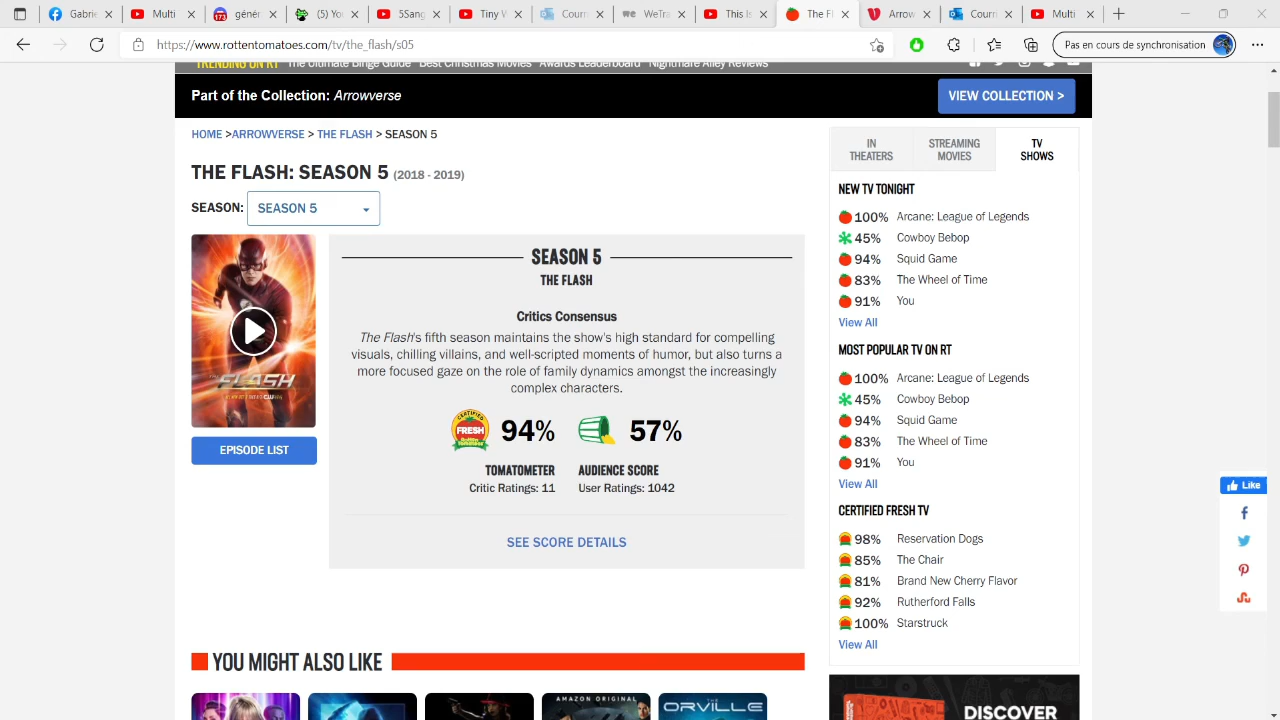 Multi
173
Faceb
5Sang
Multi
Cours
WeTra
This is
The Fl
Arrow
Cours
Multi
https://www.rottentomatoes.com/tv/the_flash/s05
Pas en cours de synchronisation
TRENDING ON RT The Ultimate Binge Guide Best Christmas Movies Awards Leaderboard Nightmare Alley Reviews
Part of the Collection: Arrowverse
VIEW COLLECTION >
HOME >ARROWVERSE > THE FLASH > SEASON 5
THE FLASH: SEASON 5 (2018 - 2019)
SEASON: SEASON 5
THE FLASH
EPISODE LIST
SEASON 5
THE FLASH
Critics Consensus
The Flash's fifth season maintains the show's high standard for compelling
visuals, chilling villains, and well-scripted moments of humor, but also turns a
more focused gaze on the role of family dynamics amongst the increasingly
complex characters.
CERTIFIED
FRESH
94%
57%
TOMATOMETER
AUDIENCE SCORE
Critic Ratings: 11
User Ratings: 1042
SEE SCORE DETAILS
YOU MIGHT ALSO LIKE
AMAZON ORIGINAL
THE
ORVILLE
IN
THEATERS
STREAMING
MOVIES
TV
SHOWS
NEW TV TONIGHT
100% Arcane: League of Legends
45% Cowboy Bebop
94% Squid Game
83% The Wheel of Time
91% You
View All
MOST POPULAR TV ON RT
100% Arcane: League of Legends
45% Cowboy Bebop
94% Squid Game
83% The Wheel of Time
91% You
View All
CERTIFIED FRESH TV
98% Reservation Dogs
85% The Chair
81% Brand New Cherry Flavor
92% Rutherford Falls
100% Starstruck
View All
DISCOVER
Like